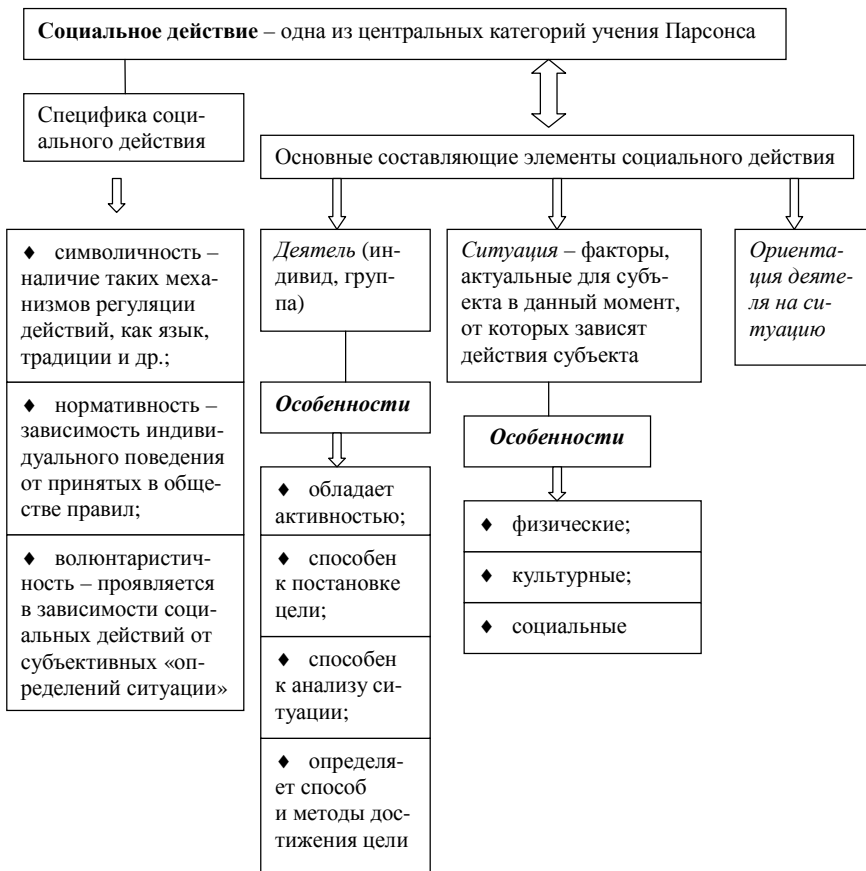 Социальное действие – одна из центральных категорий учения Парсонса
Специфика соци-
ального действия
Основные составляющие элементы социального действия
♦ символичность –
наличие таких меха-
низмов регуляции
действий, как язык,
традиции и др.;
♦ нормативность –
зависимость индиви-
дуального поведения
от принятых в обще-
стве правил;
♦ волюнтаристич-
ность – проявляется
в зависимости соци-
альных действий от
субъективных «оп-
ределений ситуации»
Деятель (ин-
дивид, груп-
па)
Особенности
♦ обладает
активностью;
♦ способен
к постановке
цели;
♦ способен
к анализу си-
туации;
♦ определя-
ет способ
и методы дос-
тижения цели
Ситуация – факторы,
актуальные для субъ-
екта в данный момент,
от которых зависят
действия субъекта
Особенности
♦ физические;
♦ культурные;
♦ социальные
Ориента-
ция деяте-
ля на си-
туацию